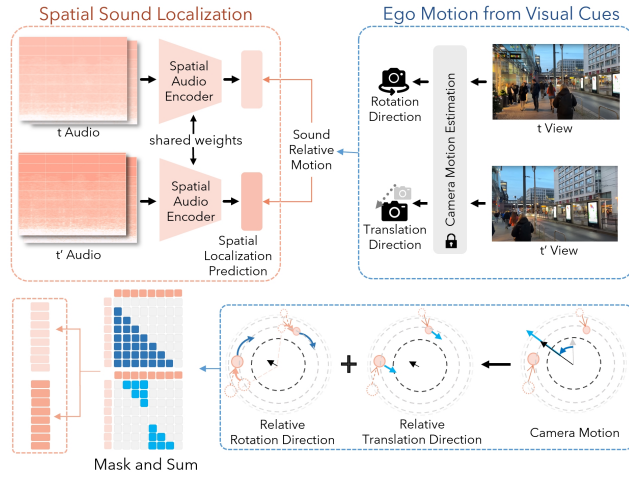 Spatial Sound Localization
Ego Motion from Visual Cues
Spatial
Audio
Encoder
t Audio
shared weights
Spatial
Audio
Encoder
t' Audio
Spatial
Localization
Prediction
Sound
Relative
Motion
Rotation
Direction
Translation
Direction
Camera Motion Estimation
t View
t' View
Mask and Sum
Relative
Rotation Direction
Relative
Translation Direction
Camera Motion